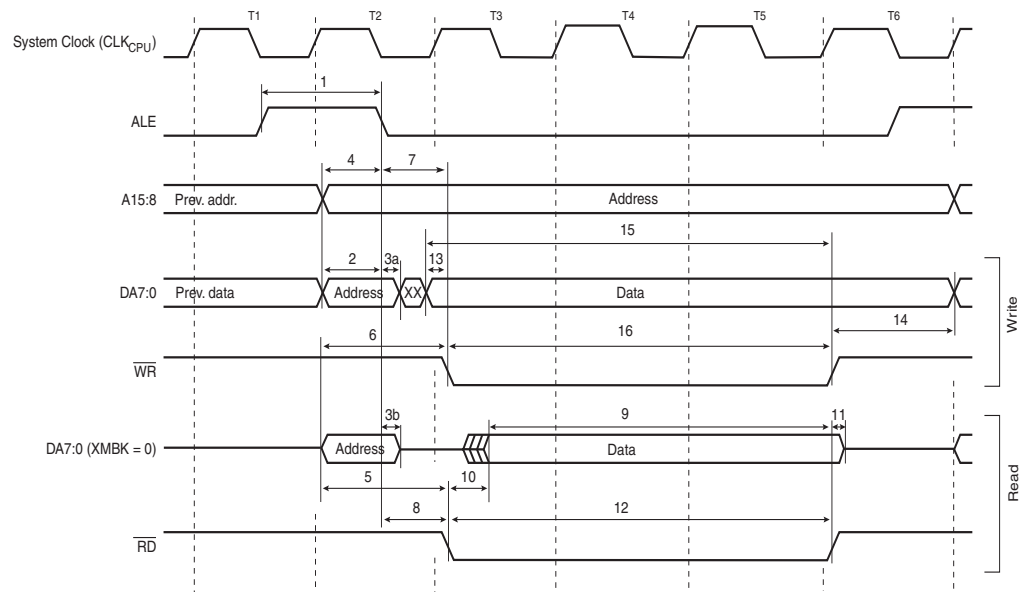 T1 T2 T3 T4 T5 T6
System Clock (CLKCPU)
1
ALE
4 7
A15:8 Prev. addr. Address
15
2 3a 13
DA7:0 Prev. data Address XX Data
14
6 16
WR
Write
3b 9 11
DA7:0 (XMBK = 0) Address Data
5 10
8 12
RD
Read